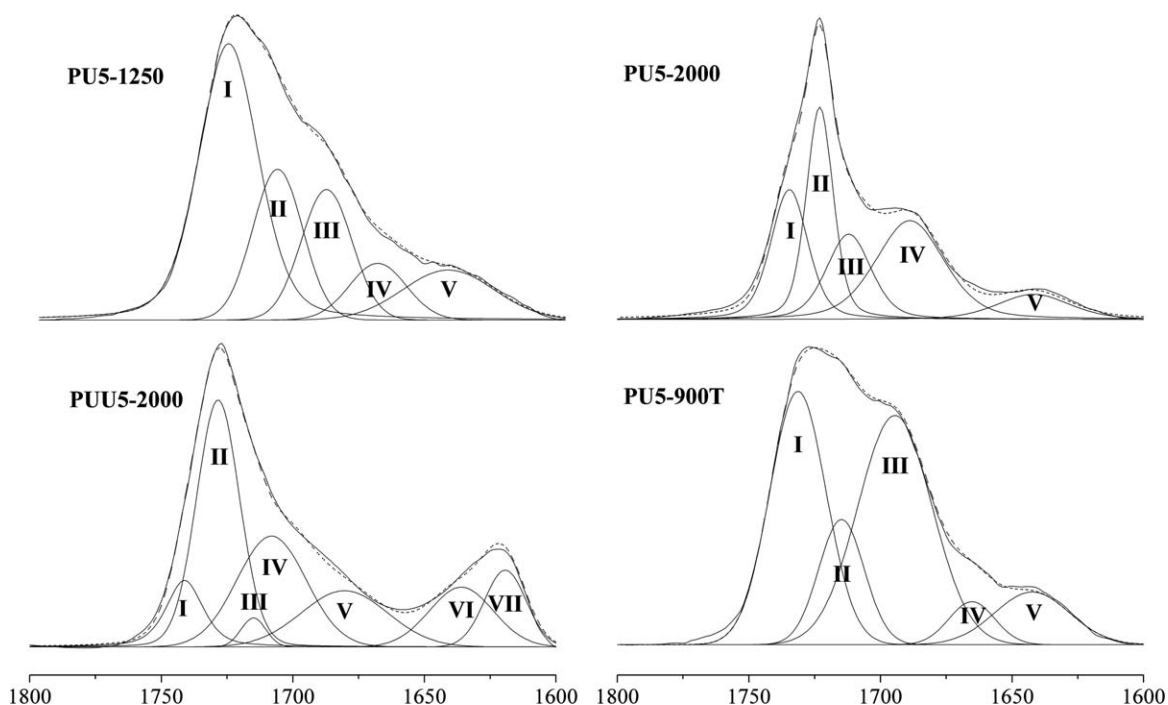 PU5-1250
I
II
III
IV
V
PU5-2000
I
II
III
IV
V
PUU5-2000
I
II
III
IV
V
VI
VII
PU5-900T
I
II
III
IV
V
1800 1750 1700 1650 1600
1800 1750 1700 1650 1600